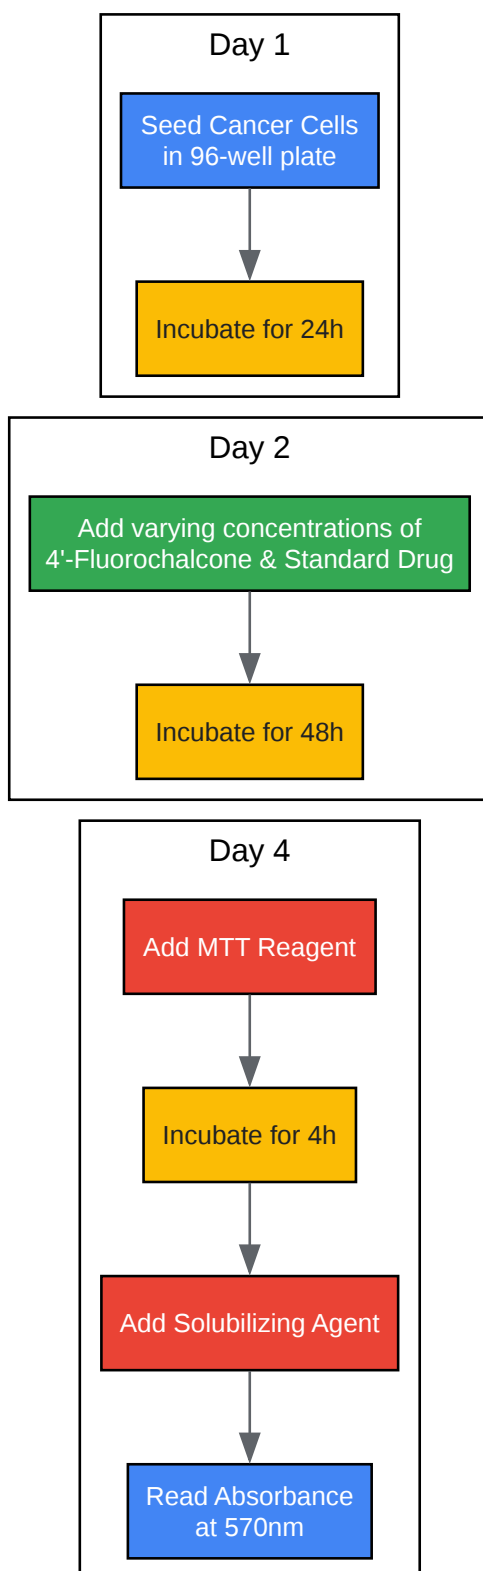 Day 1
Seed Cancer Cells
in 96-well plate
Incubate for 24h
Day 2
Add varying concentrations of
4'-Fluorochalcone & Standard Drug
Incubate for 48h
Day 4
Add MTT Reagent
Incubate for 4h
Add Solubilizing Agent
Read Absorbance
at 570nm